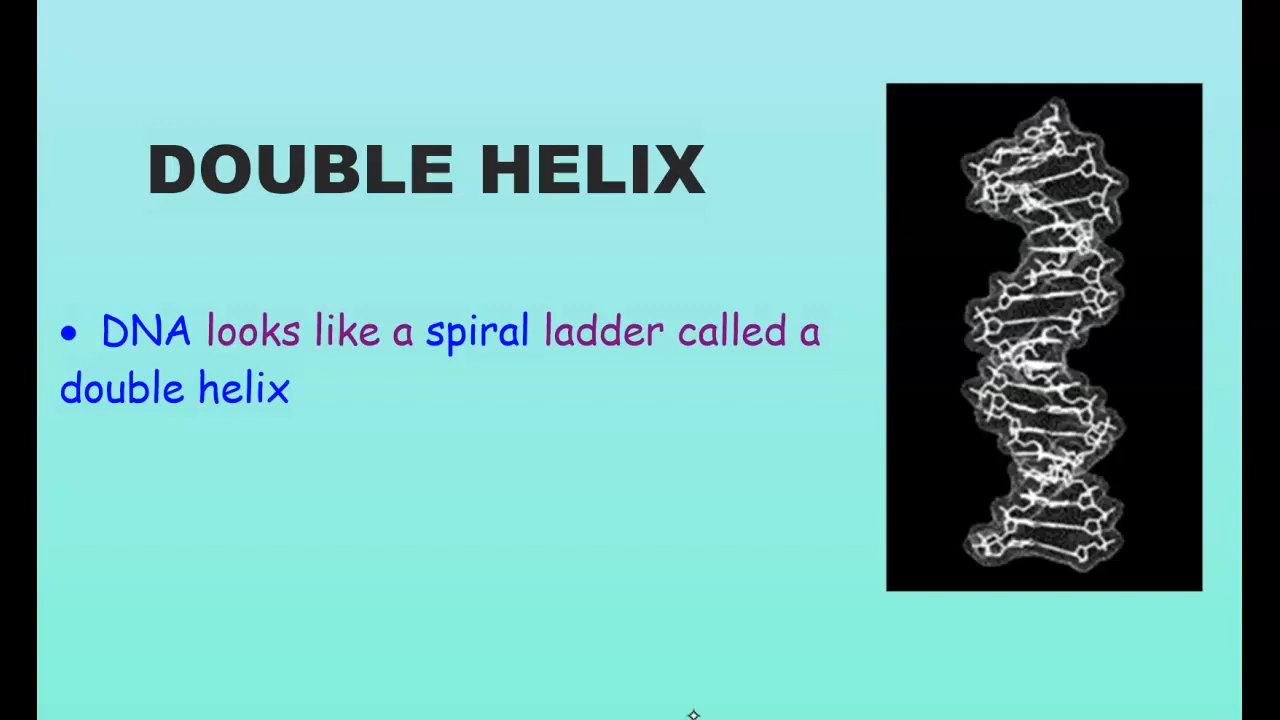 DOUBLE HELIX
• DNA looks like a spiral ladder called a
double helix